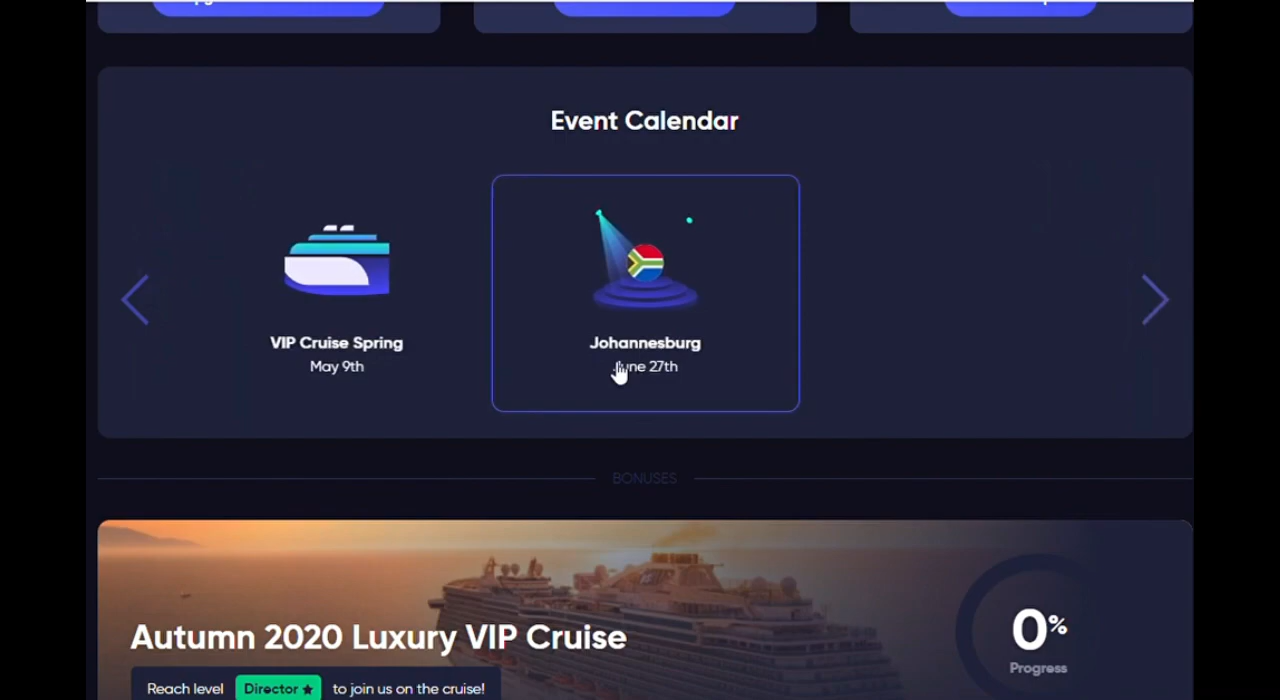 Event Calendar
VIP Cruise Spring
May 9th
Johannesburg
June 27th
BONUSES
Autumn 2020 Luxury VIP Cruise
Reach level Director ★ to join us on the cruise!
0%
Progress